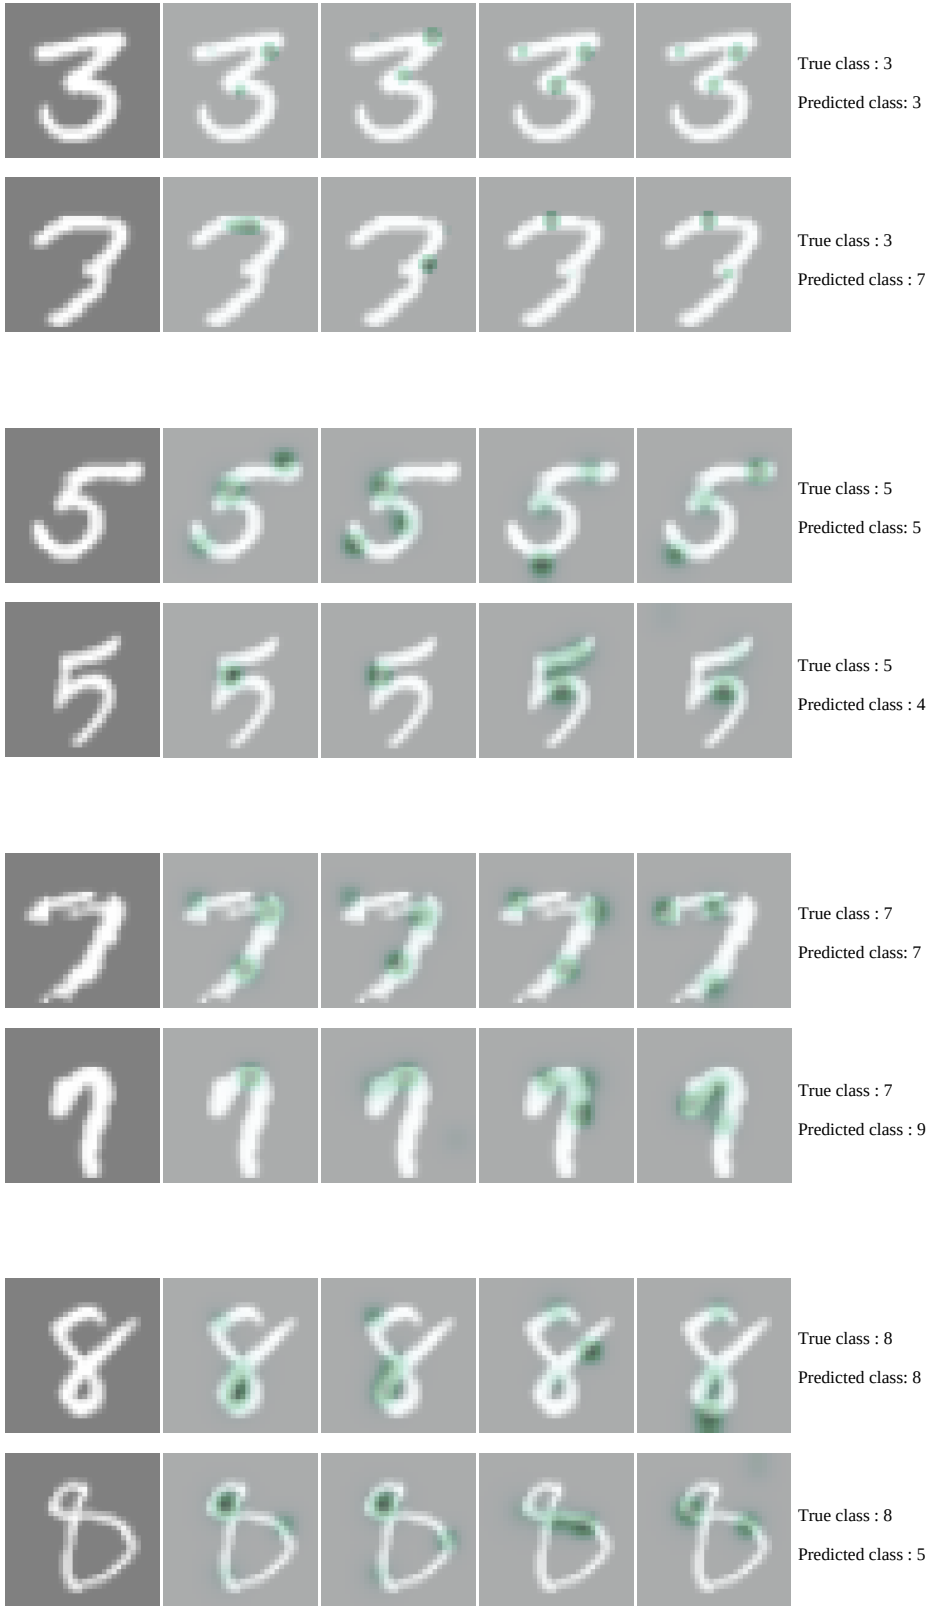 True class : 3
Predicted class: 3
True class : 3
Predicted class : 7
True class : 5
Predicted class: 5
True class : 5
Predicted class : 4
True class : 7
Predicted class: 7
True class : 7
Predicted class : 9
True class : 8
Predicted class: 8
True class : 8
Predicted class : 5